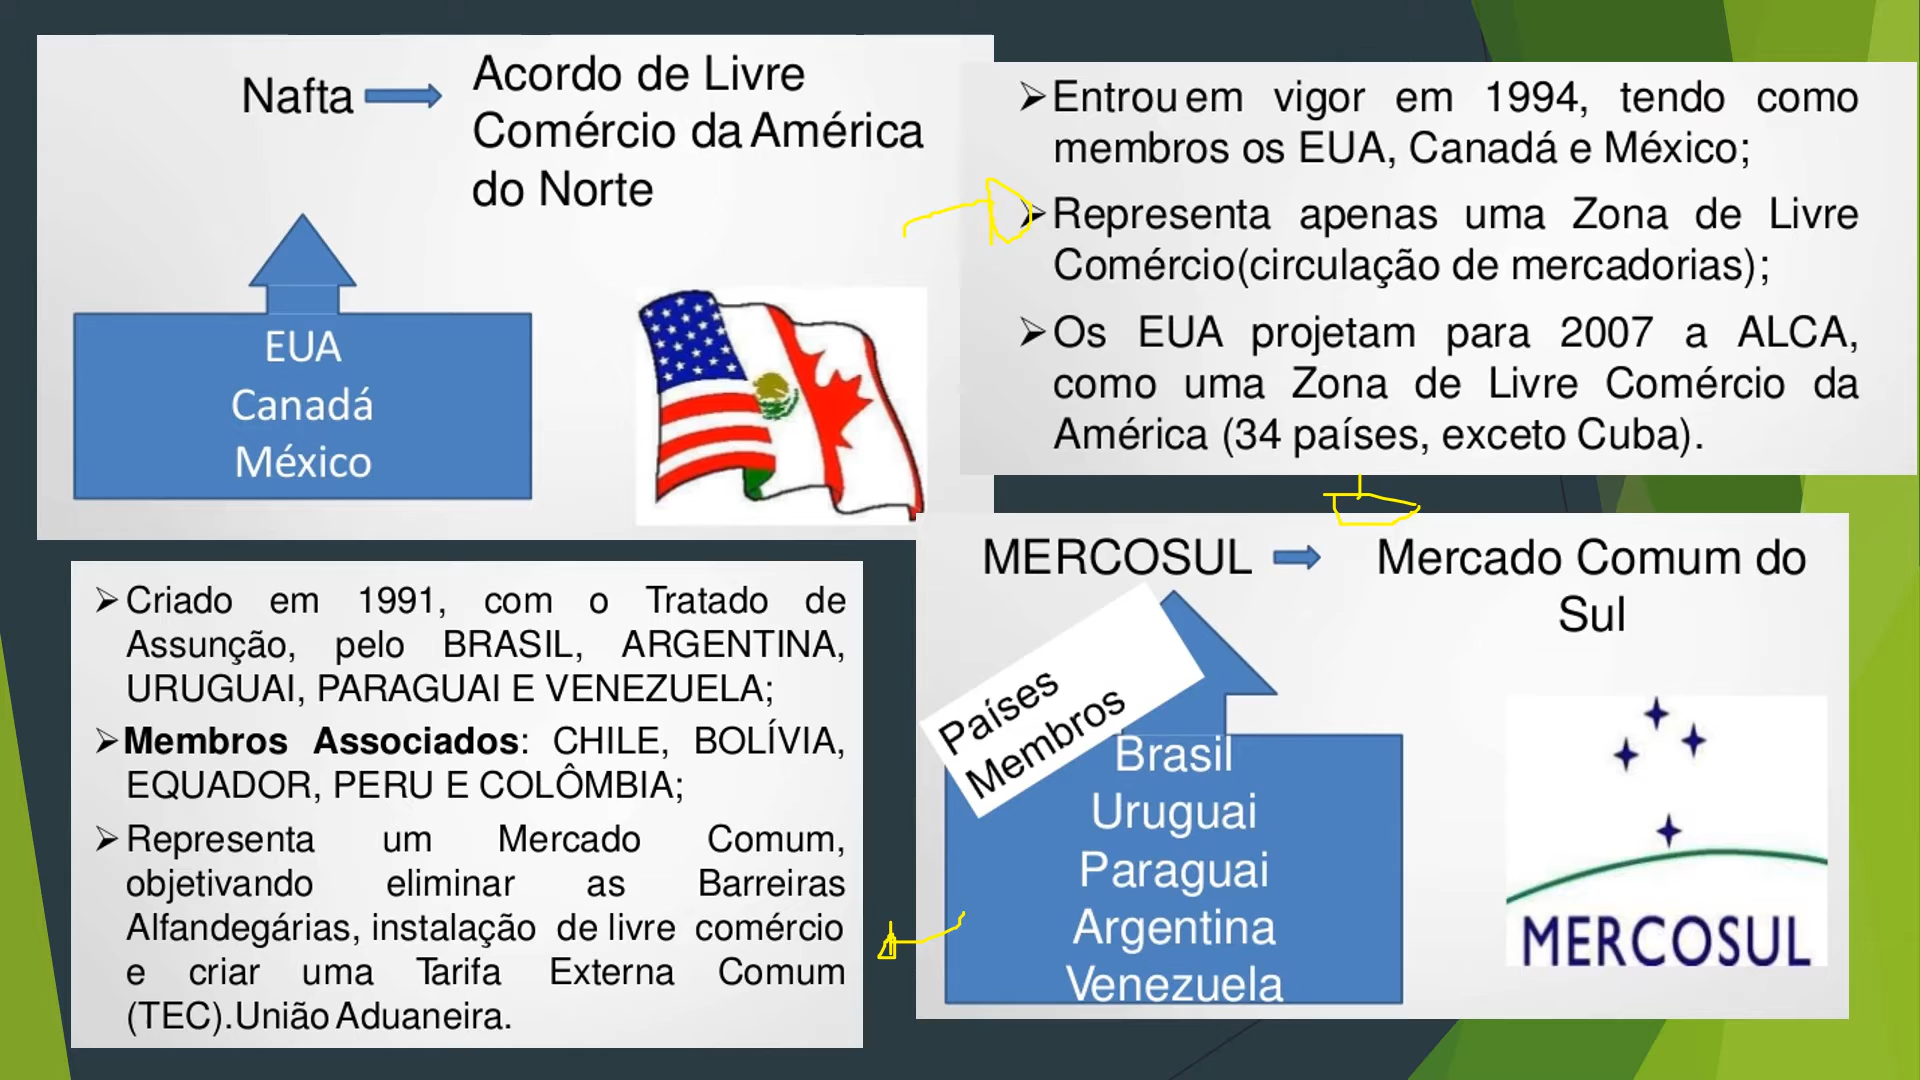 Nafta
Acordo de Livre
Comércio da América
do Norte
EUA
Canadá
México
➢Entrou em vigor em 1994, tendo como
membros os EUA, Canadá e México;
➢Representa apenas uma Zona de Livre
Comércio(circulação de mercadorias);
➢Os EUA projetam para 2007 a ALCA,
como uma Zona de Livre Comércio da
América (34 países, exceto Cuba).
MERCOSUL
Mercado Comum do
Sul
Países
Membros
Brasil
Uruguai
Paraguai
Argentina
Venezuela
MERCOSUL
➢Criado em 1991, com o Tratado de
Assunção, pelo BRASIL, ARGENTINA,
URUGUAI, PARAGUAI E VENEZUELA;
➢Membros Associados: CHILE, BOLÍVIA,
EQUADOR, PERU E COLÔMBIA;
➢Representa um Mercado Comum,
objetivando eliminar as Barreiras
Alfandegárias, instalação de livre comércio
e criar uma Tarifa Externa Comum
(TEC).União Aduaneira.